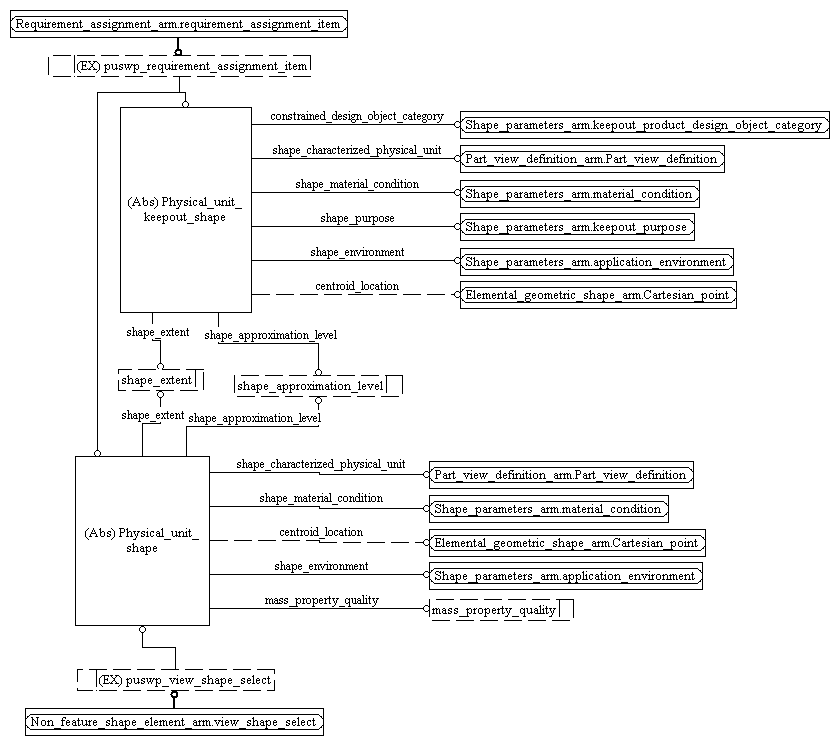 Requirement_assignment_arm.requirement_assignment_item
(EX) puswp_requirement_assignment_item
(Abs) Physical_unit_
keepout_shape
constrained_design_object_category
Shape_parameters_arm.keepout_product_design_object_category
shape_characterized_physical_unit
Part_view_definition_arm.Part_view_definition
shape_material_condition
Shape_parameters_arm.material_condition
shape_purpose
Shape_parameters_arm.keepout_purpose
shape_environment
Shape_parameters_arm.application_environment
centroid_location
Elemental_geometric_shape_arm.Cartesian_point
shape_extent
shape_approximation_level
shape_extent
shape_approximation_level
shape_extent
shape_approximation_level
(Abs) Physical_unit_
shape
shape_characterized_physical_unit
Part_view_definition_arm.Part_view_definition
shape_material_condition
Shape_parameters_arm.material_condition
centroid_location
Elemental_geometric_shape_arm.Cartesian_point
shape_environment
Shape_parameters_arm.application_environment
mass_property_quality
mass_property_quality
(EX) puswp_view_shape_select
Non_feature_shape_element_arm.view_shape_select